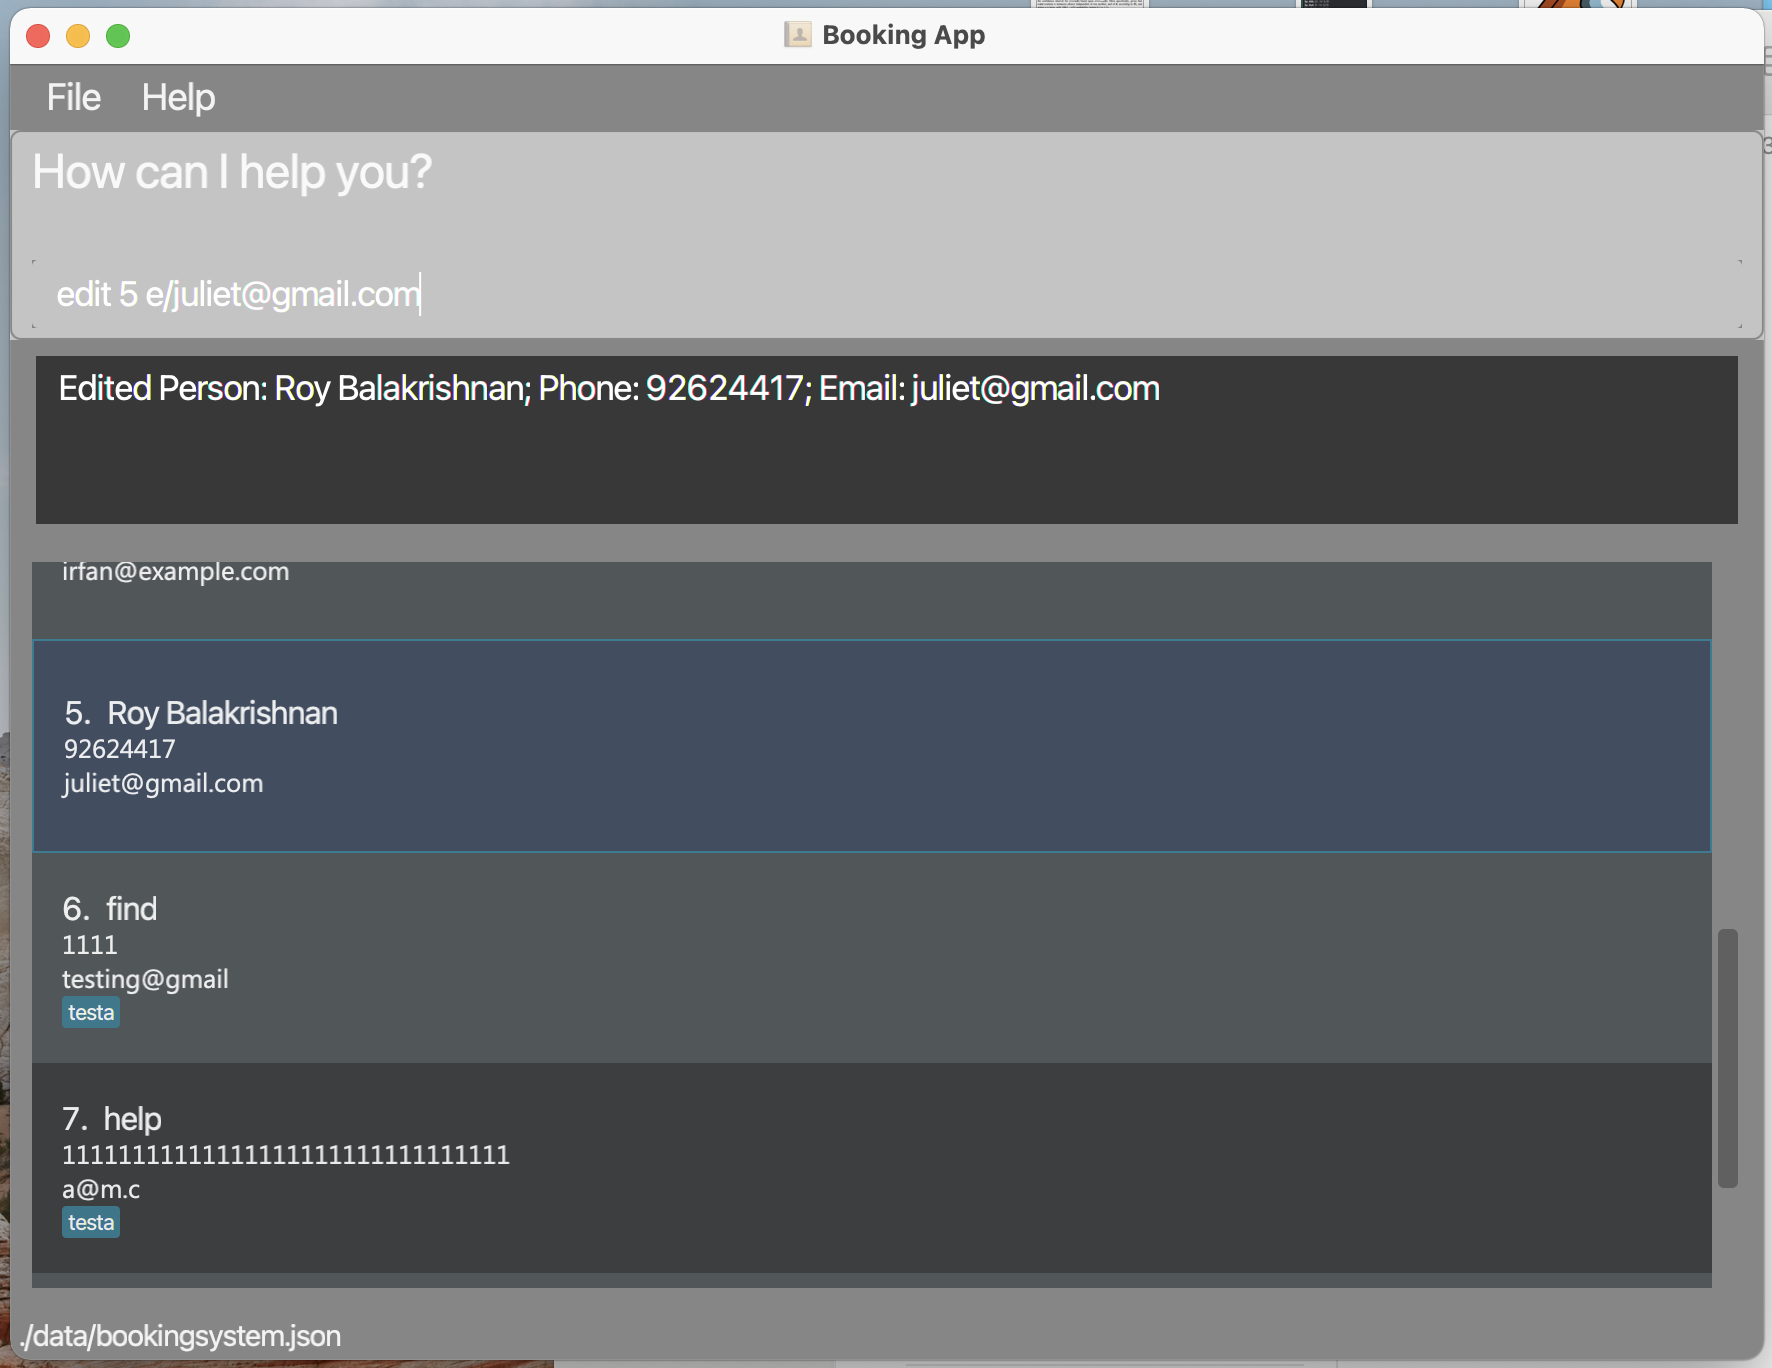 Booking App
File Help
How can I help you?
edit 5 e/juliet@gmail.com
Edited Person: Roy Balakrishnan; Phone: 92624417; Email: juliet@gmail.com
irfan@example.com
5. Roy Balakrishnan
92624417
juliet@gmail.com
6. find
1111
testing@gmail
testa
7. help
11111111111111111111111111111111
a@m.c
testa
./data/bookingsystem.json